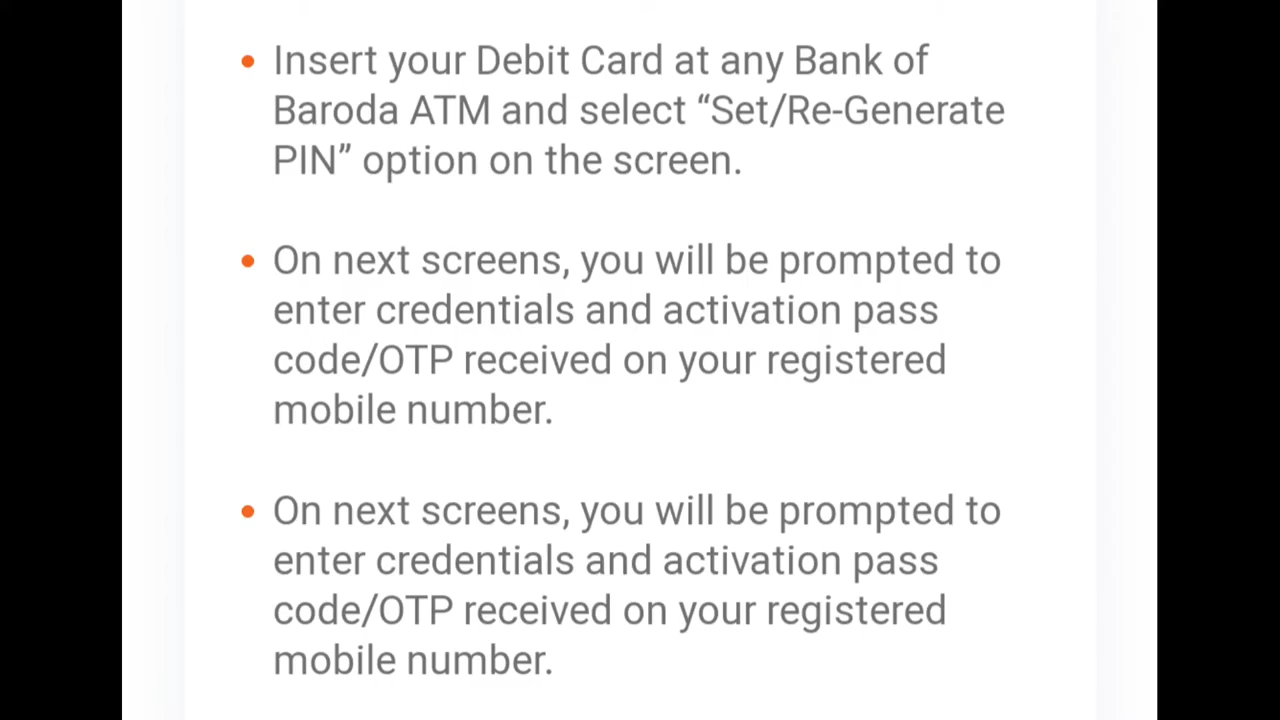 • Insert your Debit Card at any Bank of
Baroda ATM and select “Set/Re-Generate
PIN” option on the screen.
• On next screens, you will be prompted to
enter credentials and activation pass
code/OTP received on your registered
mobile number.
• On next screens, you will be prompted to
enter credentials and activation pass
code/OTP received on your registered
mobile number.